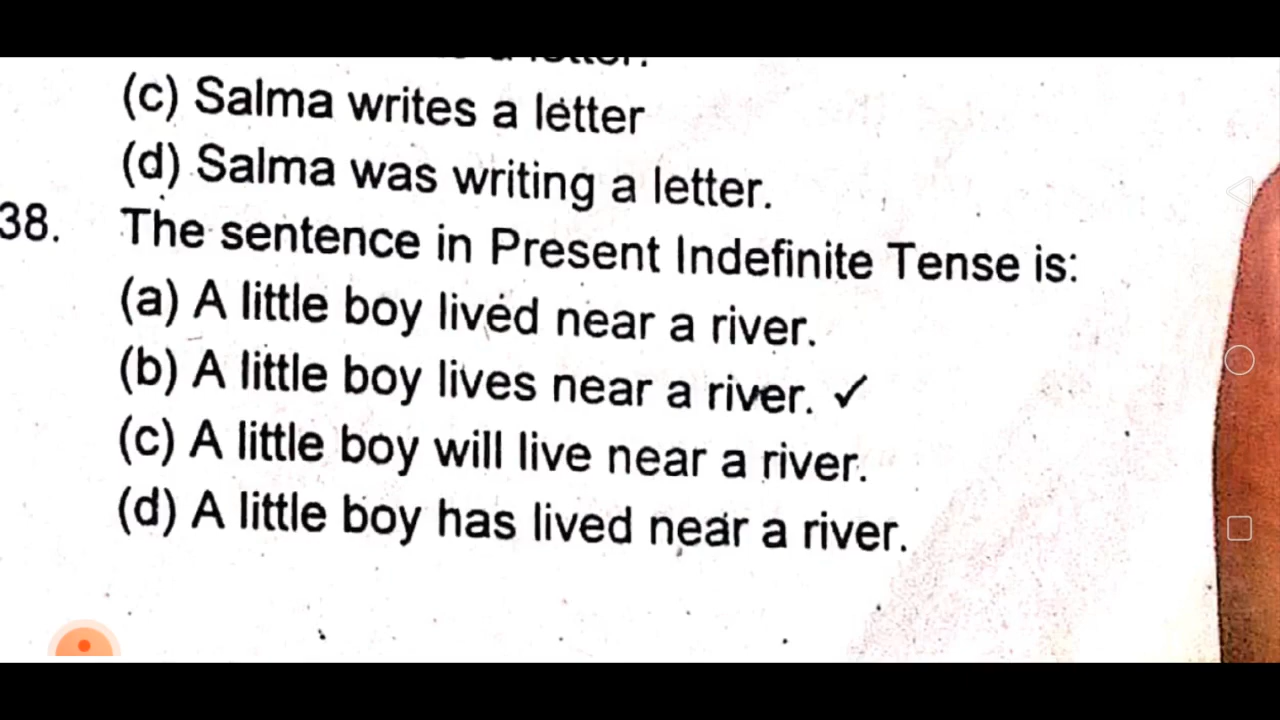 (c) Salma writes a letter
(d) Salma was writing a letter.
38. The sentence in Present Indefinite Tense is:
(a) A little boy lived near a river.
(b) A little boy lives near a river. ✓
(c) A little boy will live near a river.
(d) A little boy has lived near a river.